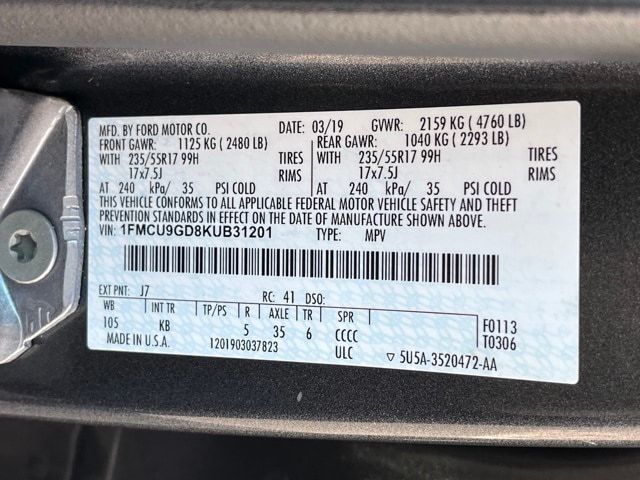 MFD. BY FORD MOTOR CO. DATE: 03/19 GVWR: 2159 KG ( 4760 LB)
FRONT GAWR: 1125 KG ( 2480 LB) REAR GAWR: 1040 KG ( 2293 LB)
WITH 235/55R17 99H TIRES WITH 235/55R17 99H TIRES
17x7.5J RIMS 17x7.5J RIMS
AT 240 kPa/ 35 PSI COLD AT 240 kPa/ 35 PSI COLD
THIS VEHICLE CONFORMS TO ALL APPLICABLE FEDERAL MOTOR VEHICLE SAFETY AND THEFT
PREVENTION STANDARDS IN EFFECT ON THE DATE OF MANUFACTURE SHOWN ABOVE.
VIN: 1FMCU9GD8KUB31201 TYPE: MPV
EXT PNT: J7 RC: 41 DSO:
WB INT TR TP/PS R AXLE TR SPR F0113
105 KB 5 35 6 CCCC T0306
MADE IN U.S.A. 1201903037823 ULC ▽ 5U5A-3520472-AA